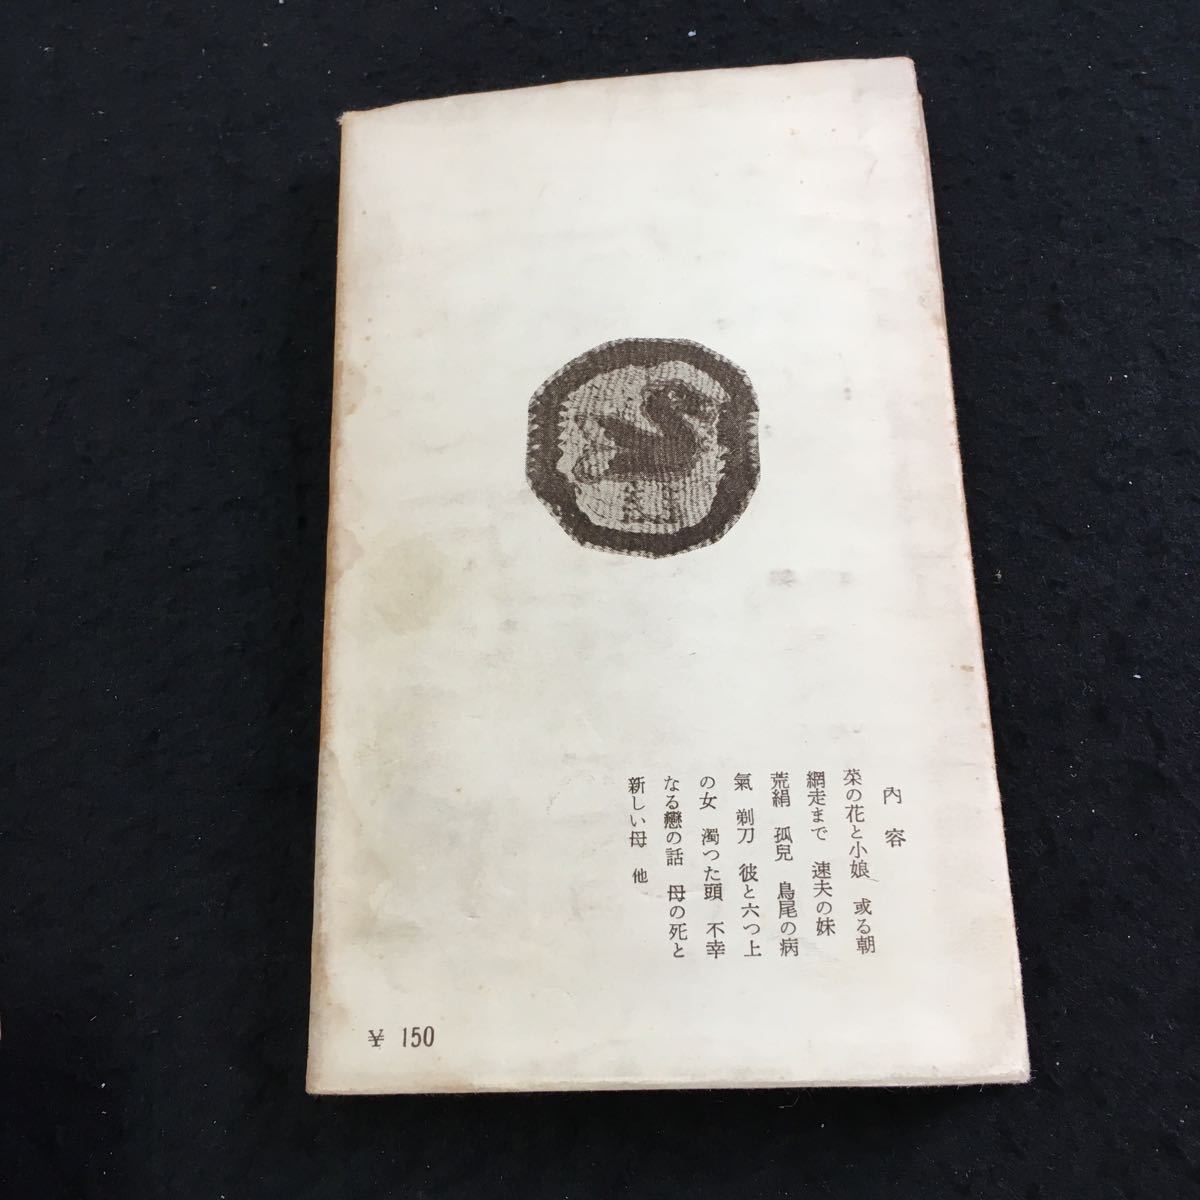 內容
菜の花と小娘 或る朝
網走まで 速夫の妹
荒絹 孤兒 鳥尾の病
氣 剃刀 彼と六つ上
の女 濁つた頭 不幸
なる戀の話 母の死と
新しい母 他
¥ 150